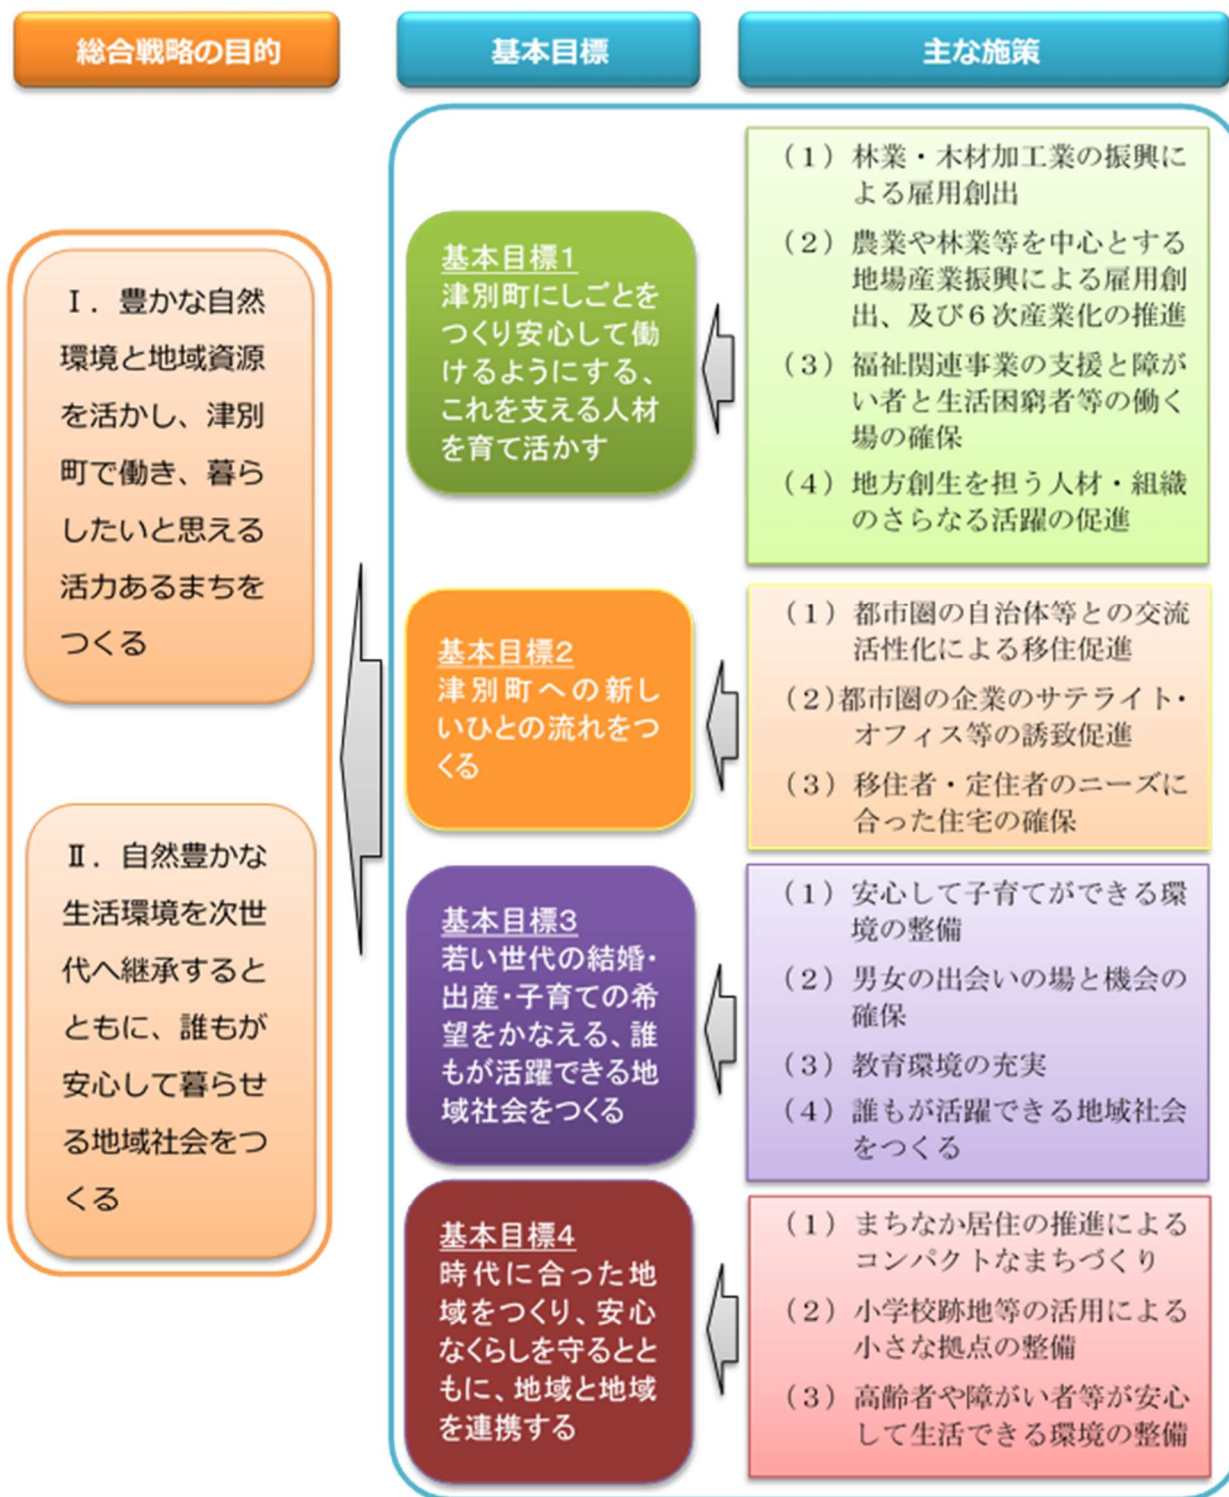 総合戦略の目的
基本目標
主な施策
Ⅰ．豊かな自然
環境と地域資源
を活かし、津別
町で働き、暮ら
したいと思える
活力あるまちを
つくる
Ⅱ．自然豊かな
生活環境を次世
代へ継承すると
ともに、誰もが
安心して暮らせ
る地域社会をつ
くる
基本目標1
津別町にしごとを
つくり安心して働
けるようにする、
これを支える人材
を育て活かす
（１）林業・木材加工業の振興に
よる雇用創出
（２）農業や林業等を中心とする
地場産業振興による雇用創
出、及び６次産業化の推進
（３）福祉関連事業の支援と障が
い者と生活困窮者等の働く
場の確保
（４）地方創生を担う人材・組織
のさらなる活躍の促進
基本目標2
津別町への新し
いひとの流れをつ
くる
（１）都市圏の自治体等との交流
活性化による移住促進
（２）都市圏の企業のサテライト・
オフィス等の誘致促進
（３）移住者・定住者のニーズに
合った住宅の確保
基本目標3
若い世代の結婚・
出産・子育ての希
望をかなえる、誰
もが活躍できる地
域社会をつくる
（１）安心して子育てができる環
境の整備
（２）男女の出会いの場と機会の
確保
（３）教育環境の充実
（４）誰もが活躍できる地域社会
をつくる
基本目標4
時代に合った地
域をつくり、安心
なくらしを守るとと
もに、地域と地域
を連携する
（１）まちなか居住の推進による
コンパクトなまちづくり
（２）小学校跡地等の活用による
小さな拠点の整備
（３）高齢者や障がい者等が安心
して生活できる環境の整備